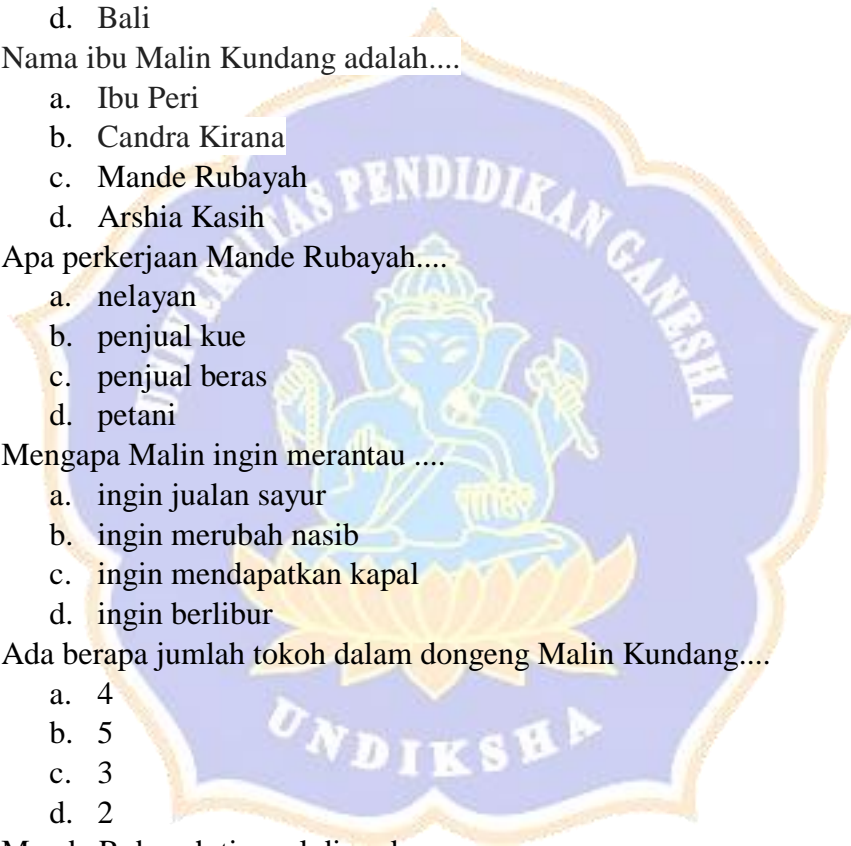 d. Bali
Nama ibu Malin Kundang adalah....
a. Ibu Peri
b. Candra Kirana
c. Mande Rubayah
d. Arshia Kasih
Apa perkerjaan Mande Rubayah....
a. nelayan
b. penjual kue
c. penjual beras
d. petani
Mengapa Malin ingin merantau ....
a. ingin jualan sayur
b. ingin merubah nasib
c. ingin mendapatkan kapal
d. ingin berlibur
Ada berapa jumlah tokoh dalam dongeng Malin Kundang....
a. 4
b. 5
c. 3
d. 2
UNIVERSITAS PENDIDIKAN GANESHA
UNDIKSHA